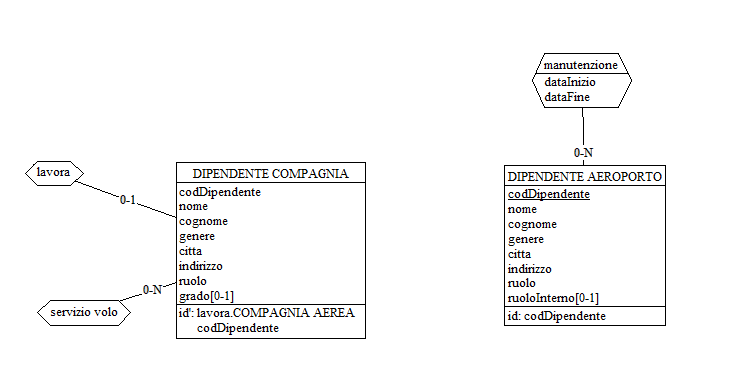 manutenzione
dataInizio
dataFine
0-N
lavora
0-1
0-N
servizio volo
DIPENDENTE COMPAGNIA
codDipendente
nome
cognome
genere
citta
indirizzo
ruolo
grado[0-1]
id': lavora.COMPAGNIA AEREA
codDipendente
DIPENDENTE AEROPORTO
codDipendente
nome
cognome
genere
citta
indirizzo
ruolo
ruoloInterno[0-1]
id: codDipendente